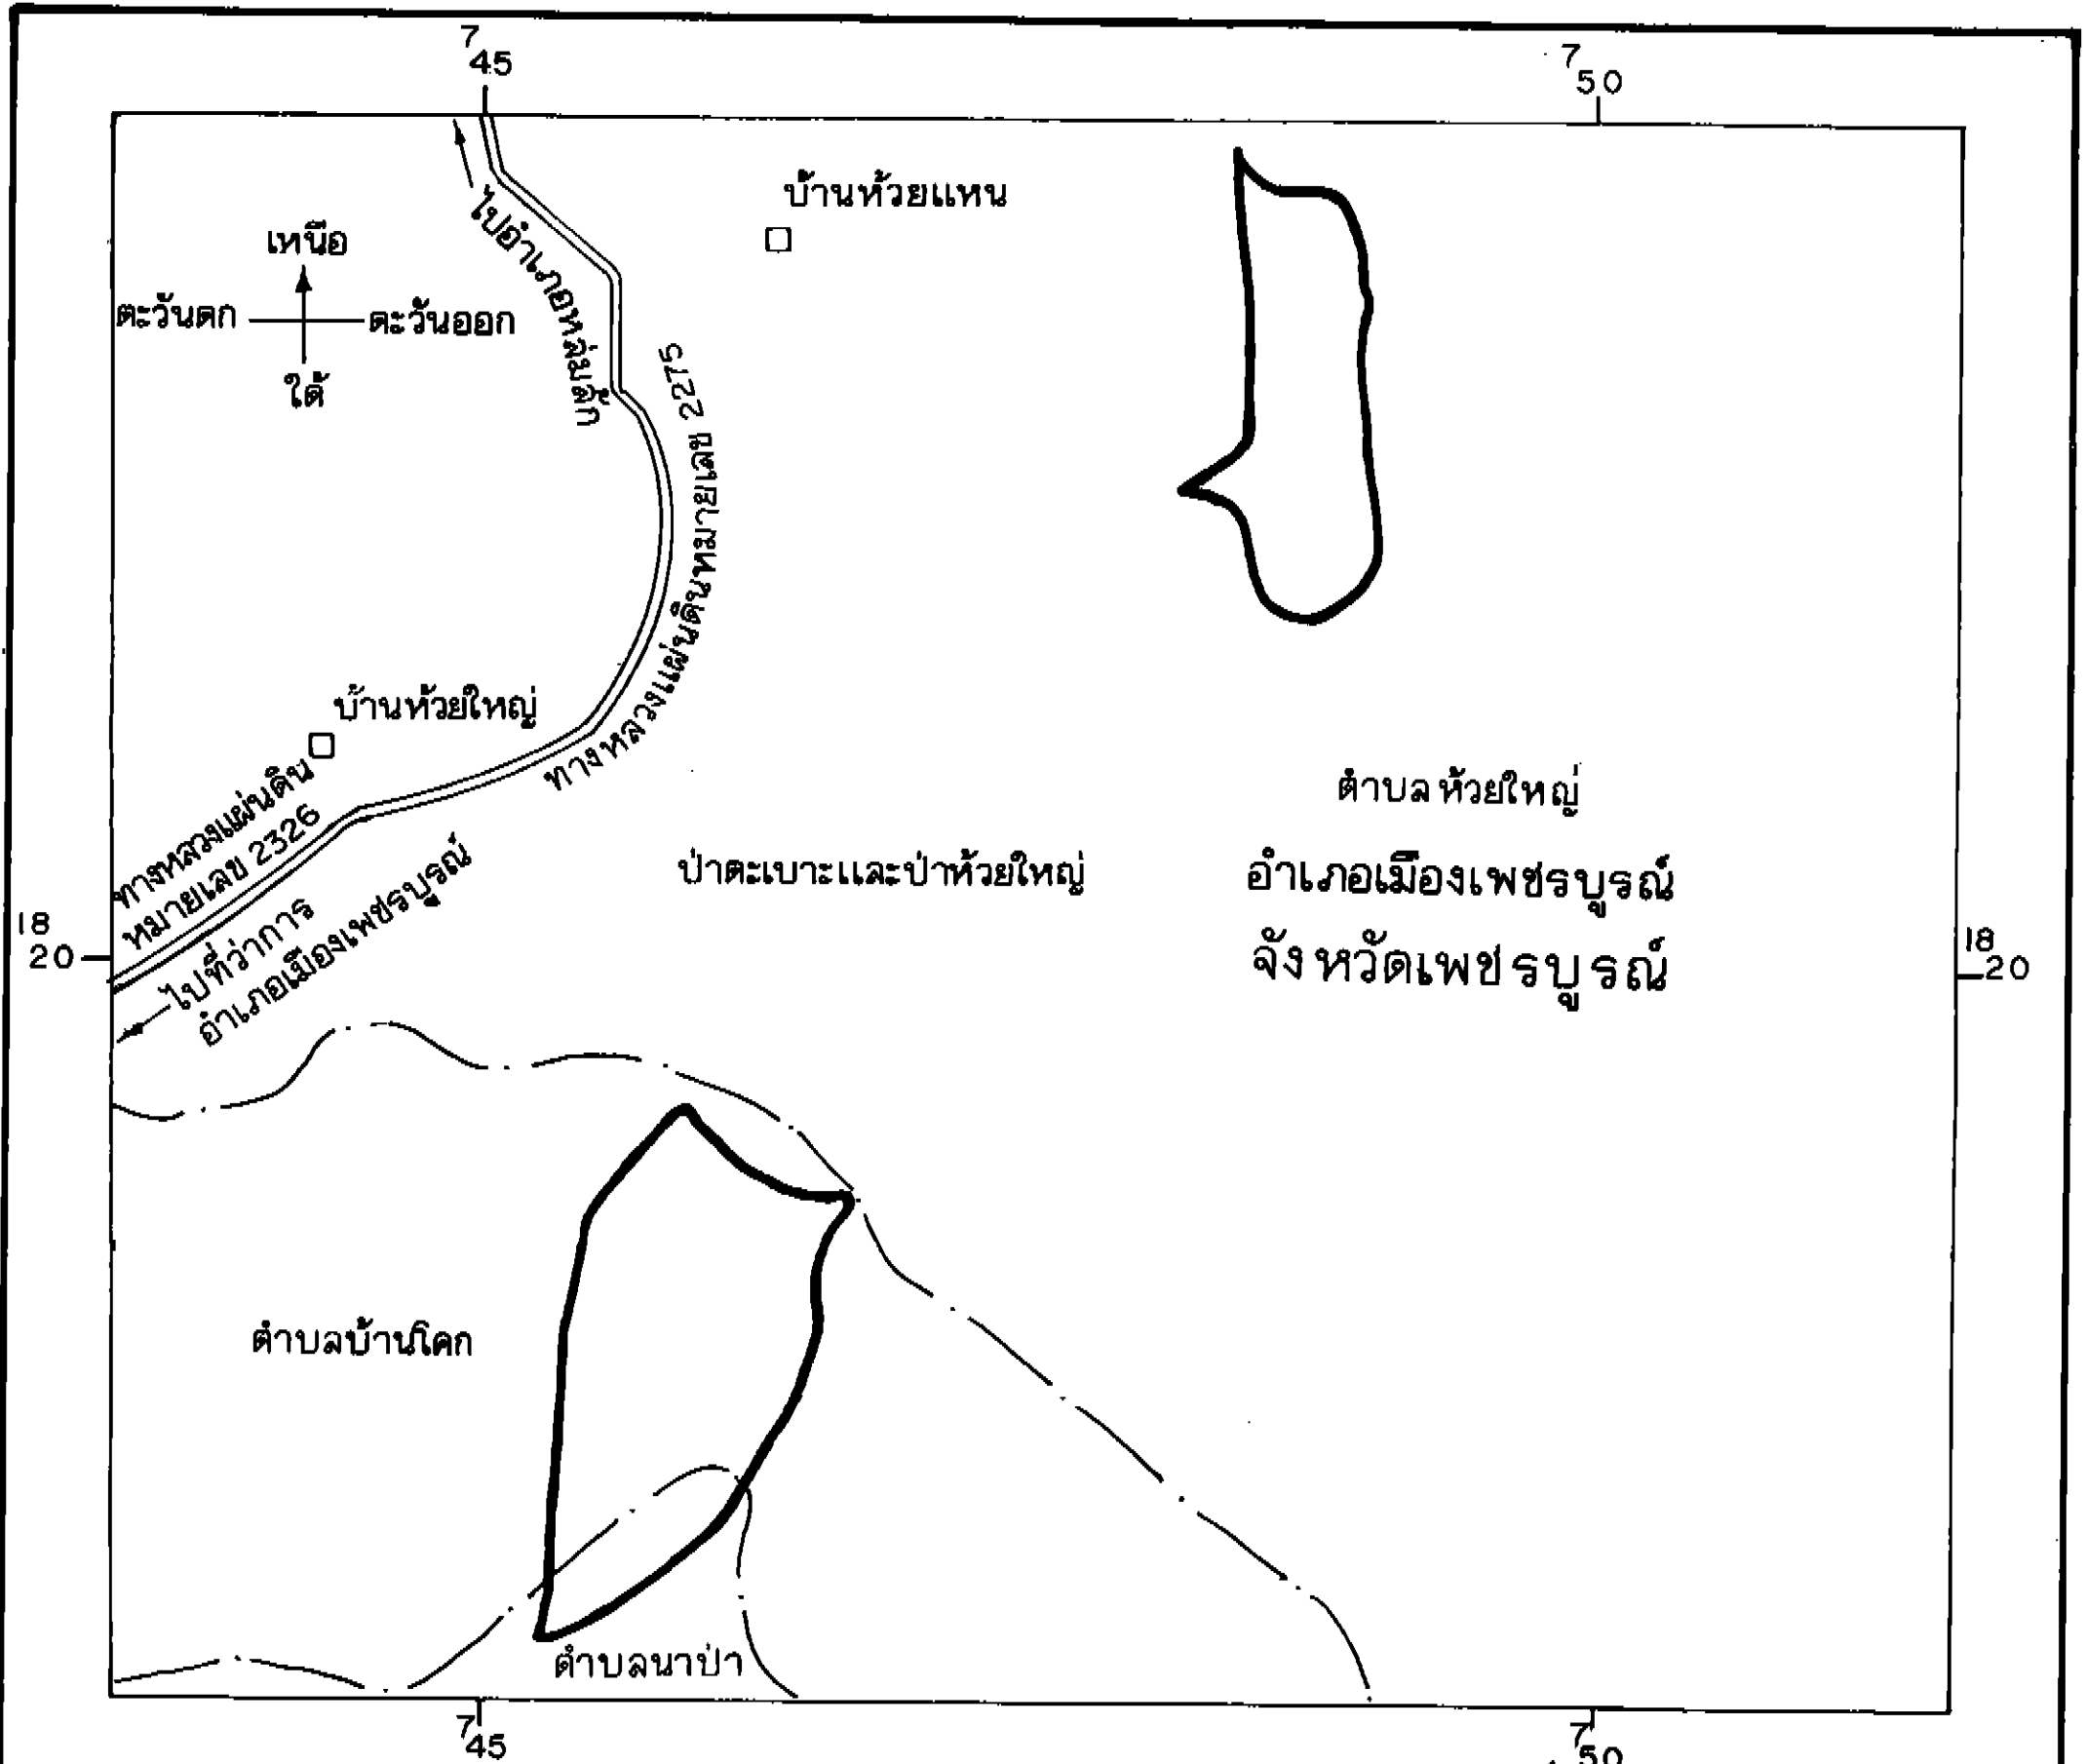 7
45
7
50
บ้านห้วยแหน
เหนือ
ตะวันตก
ตะวันออก
ใต้
ไปอำเภอหล่มสัก
ทางหลวงแผ่นดินหมายเลข 2275
บ้านห้วยใหญ่
ทางหลวงแผ่นดิน
หมายเลข 2326
ไปที่ว่าการ
อำเภอเมืองเพชรบูรณ์
ตำบลห้วยใหญ่
ป่าตะเบาะและป่าห้วยใหญ่
อำเภอเมืองเพชรบูรณ์
จังหวัดเพชรบูรณ์
18
20
18
20
ตำบลบ้านโคก
ตำบลนาป่า
7
45
7
50